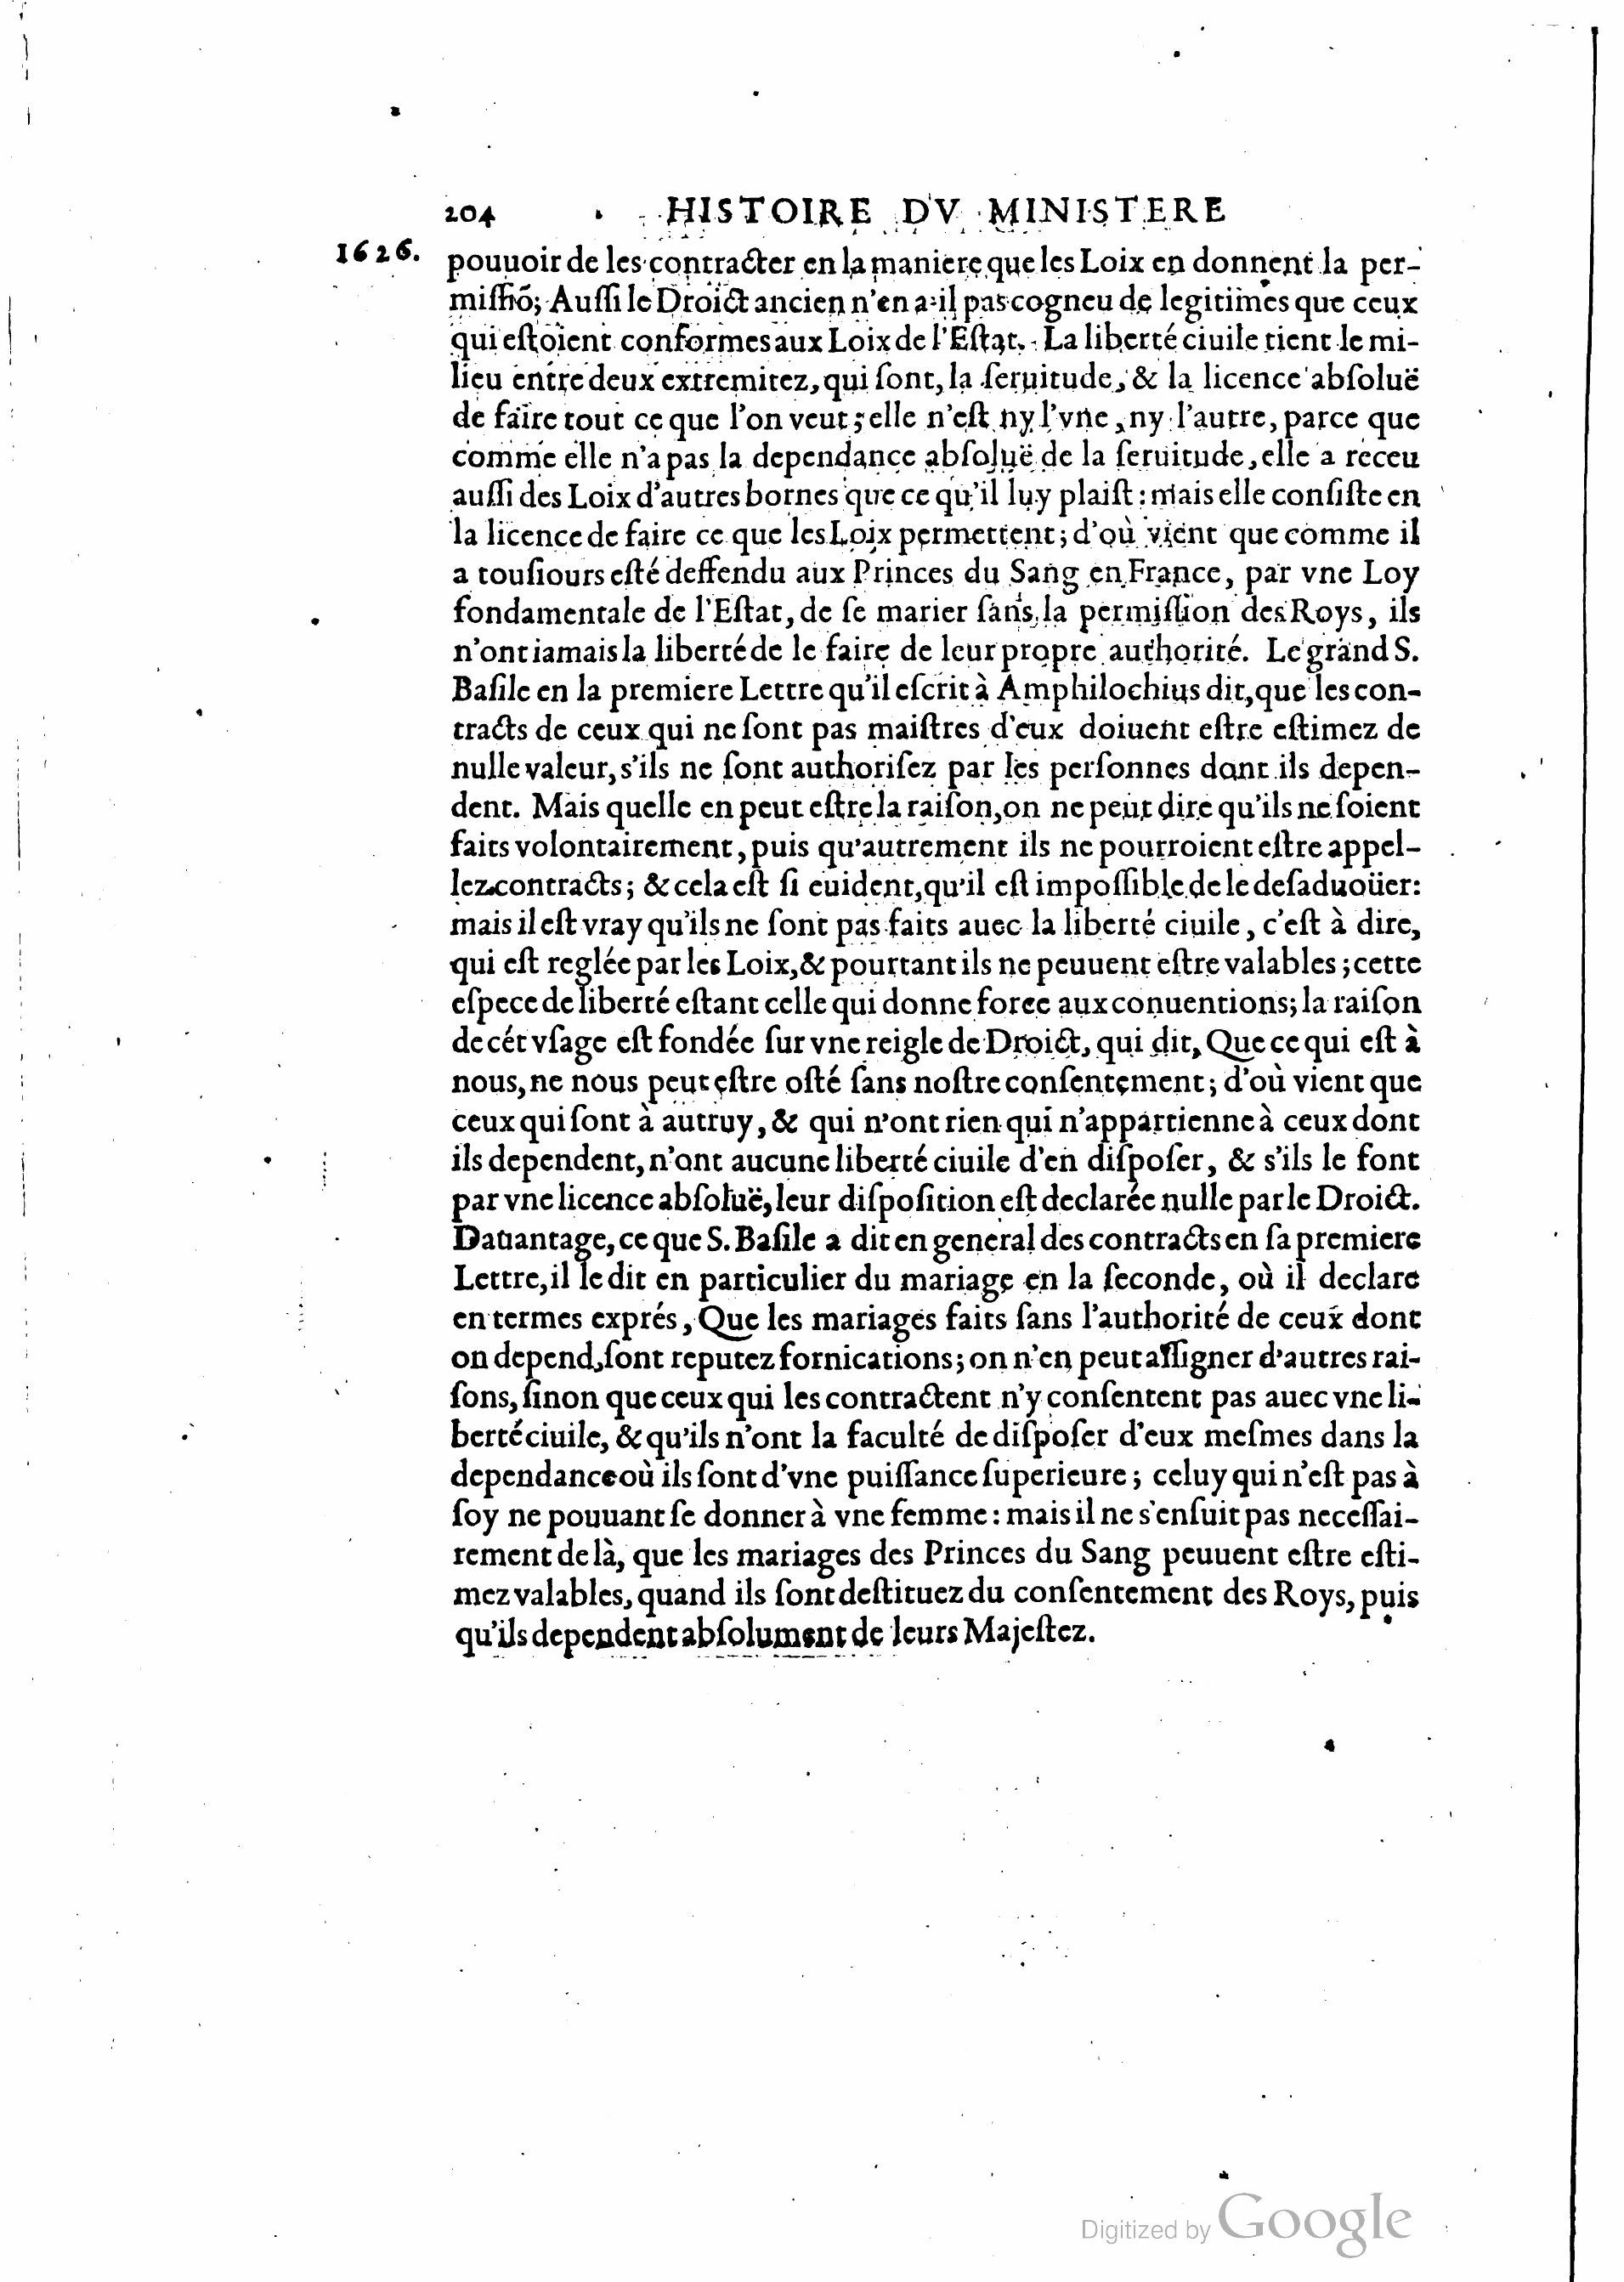 204 HISTOIRE DV MINISTERE
1626. pouuoir de les contracter en la maniere que les Loix en donnent la per-
missiõ; Aussi le Droict ancien n'en a-il pas cogneu de legitimes que ceux
qui estoient conformes aux Loix de l'Estat. La liberté ciuile tient le mi-
lieu entre deux extremitez, qui sont, la seruitude, & la licence absoluë
de faire tout ce que l'on veut; elle n'est ny l'vne, ny l'autre, parce que
comme elle n'a pas la dependance absoluë de la seruitude, elle a receu
aussi des Loix d'autres bornes que ce qu'il luy plaist: mais elle consiste en
la licence de faire ce que les Loix permettent; d'où vient que comme il
a tousiours esté deffendu aux Princes du Sang en France, par vne Loy
fondamentale de l'Estat, de se marier sans la permission des Roys, ils
n'ont iamais la liberté de le faire de leur propre authorité. Le grand S.
Basile en la premiere Lettre qu'il escrit à Amphilochius dit, que les con-
tracts de ceux qui ne sont pas maistres d'eux doiuent estre estimez de
nulle valeur, s'ils ne sont authorisez par les personnes dont ils depen-
dent. Mais quelle en peut estre la raison, on ne peut dire qu'ils ne soient
faits volontairement, puis qu'autrement ils ne pourroient estre appel-
lez contracts; & cela est si euident, qu'il est impossible de le desaduoüer:
mais il est vray qu'ils ne sont pas faits auec la liberté ciuile, c'est à dire,
qui est reglée par les Loix, & pourtant ils ne peuuent estre valables; cette
espece de liberté estant celle qui donne force aux conuentions; la raison
de cét vsage est fondée sur vne reigle de Droict, qui dit, Que ce qui est à
nous, ne nous peut estre osté sans nostre consentement; d'où vient que
ceux qui sont à autruy, & qui n'ont rien qui n'appartienne à ceux dont
ils dependent, n'ont aucune liberté ciuile d'en disposer, & s'ils le font
par vne licence absoluë, leur disposition est declarée nulle par le Droict.
Dauantage, ce que S. Basile a dit en general des contracts en sa premiere
Lettre, il le dit en particulier du mariage en la seconde, où il declare
en termes exprés, Que les mariages faits sans l'authorité de ceux dont
on depend, sont reputez fornications; on n'en peut assigner d'autres rai-
sons, sinon que ceux qui les contractent n'y consentent pas auec vne li-
berté ciuile, & qu'ils n'ont la faculté de disposer d'eux mesmes dans la
dependance où ils sont d'vne puissance superieure; celuy qui n'est pas à
soy ne pouuant se donner à vne femme: mais il ne s'ensuit pas necessai-
rement de là, que les mariages des Princes du Sang peuuent estre esti-
mez valables, quand ils sont destituez du consentement des Roys, puis
qu'ils dependent absolument de leurs Majestez.
Digitized by Google